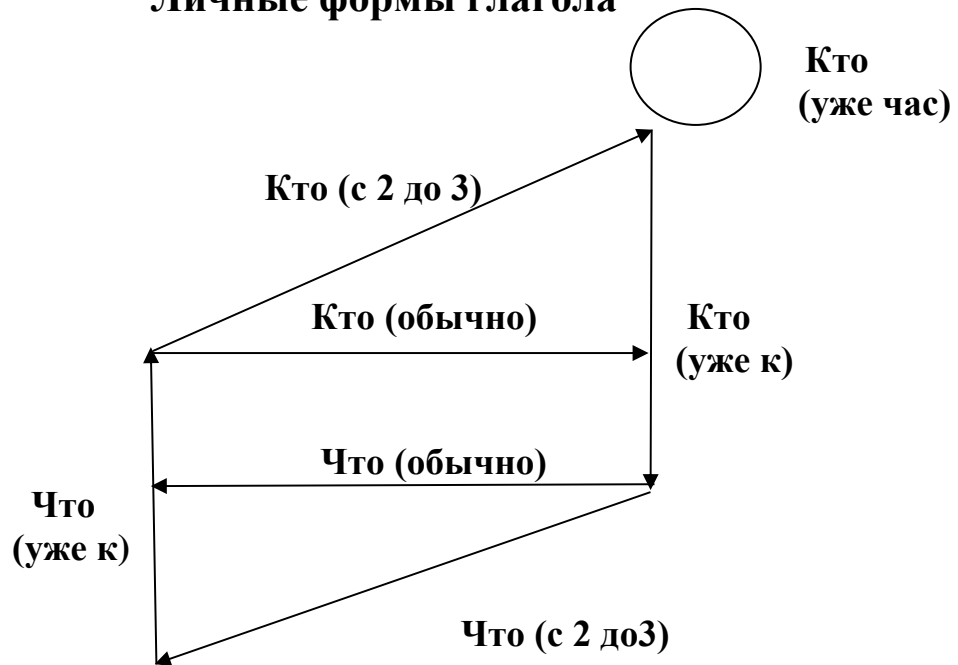 Личные формы глагола
Кто
(уже час)
Кто (с 2 до 3)
Кто (обычно)
Кто
(уже к)
Что (обычно)
Что
(уже к)
Что (с 2 до3)